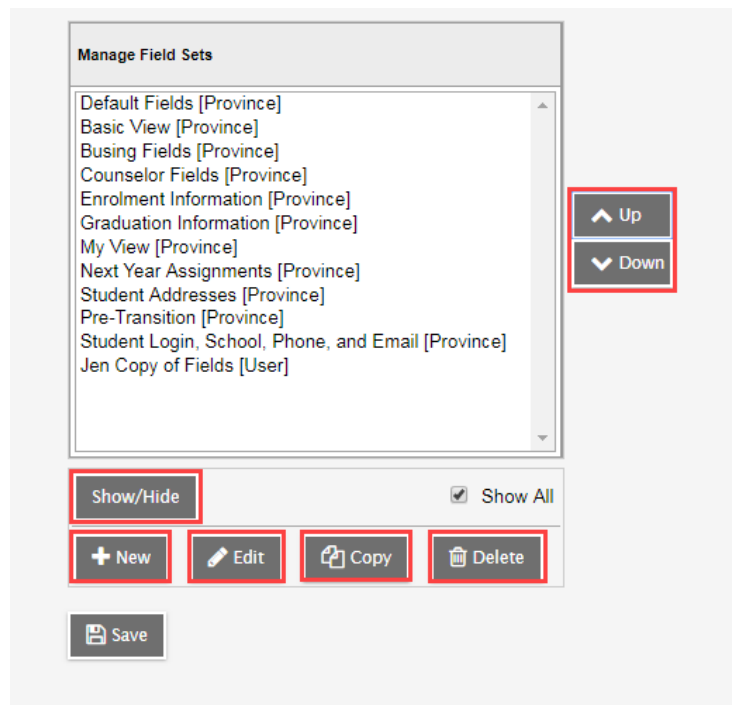 Manage Field Sets
Default Fields [Province]
Basic View [Province]
Busing Fields [Province]
Counselor Fields [Province]
Enrolment Information [Province]
Graduation Information [Province]
My View [Province]
Next Year Assignments [Province]
Student Addresses [Province]
Pre-Transition [Province]
Student Login, School, Phone, and Email [Province]
Jen Copy of Fields [User]
Up
Down
Show/Hide Show All
New Edit Copy Delete
Save